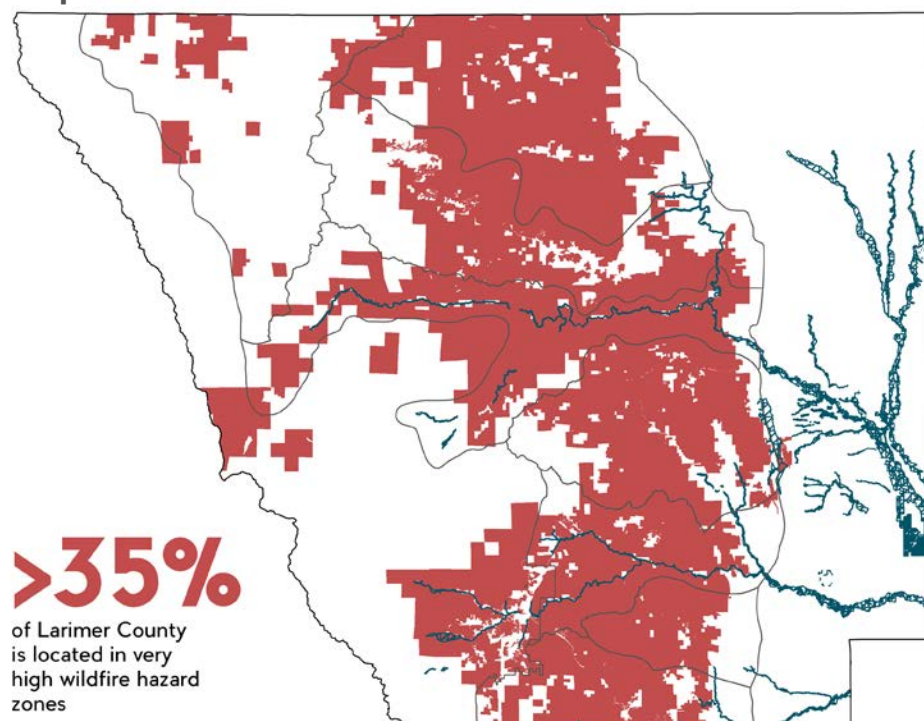 >35%
of Larimer County
is located in very
high wildfire hazard
zones